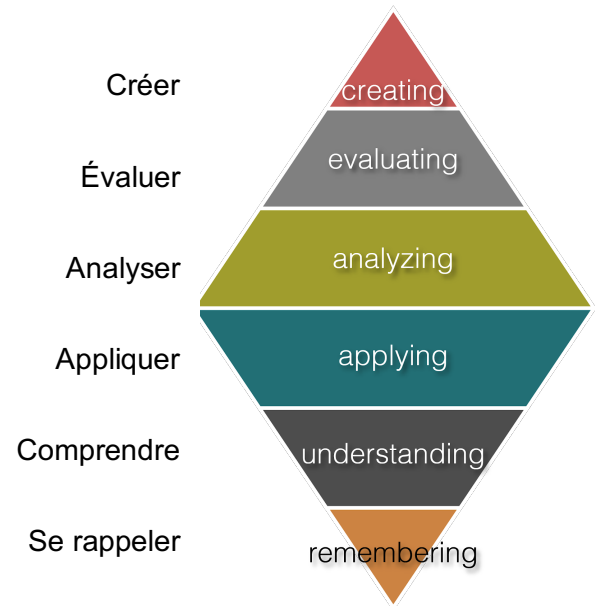 Créer
creating
Évaluer
evaluating
Analyser
analyzing
Appliquer
applying
Comprendre
understanding
Se rappeler
remembering